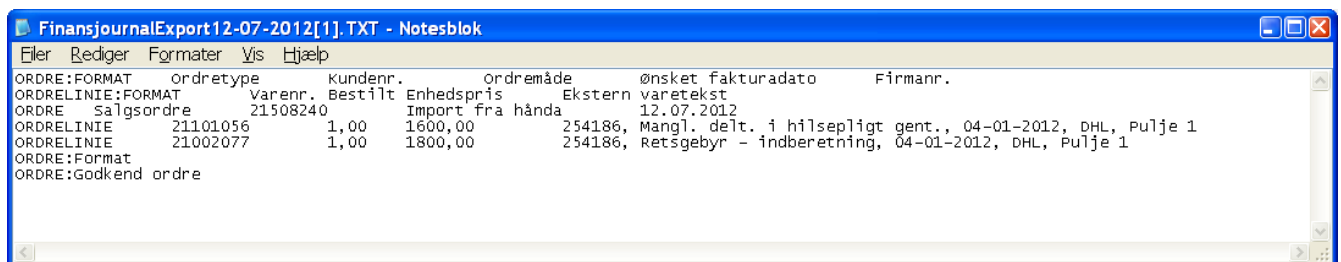 FinansjournalExport12-07-2012[1].TXT - Notesblok
Filer Rediger Formater Vis Hjælp
ORDRE:FORMAT Ordretype Kundenr. Ordremåde Ønsket fakturadato Firmanr.
ORDRELINIE:FORMAT Varenr. Bestilt Enhedspris Ekstern varetekst
ORDRE Salgsordre 21508240 Import fra hånda 12.07.2012
ORDRELINIE 21101056 1,00 1600,00 254186, Mangl. delt. i hilsepligt gent., 04-01-2012, DHL, Pulje 1
ORDRELINIE 21002077 1,00 1800,00 254186, Retsgebyr - indberetning, 04-01-2012, DHL, Pulje 1
ORDRE:Format
ORDRE:Godkend ordre